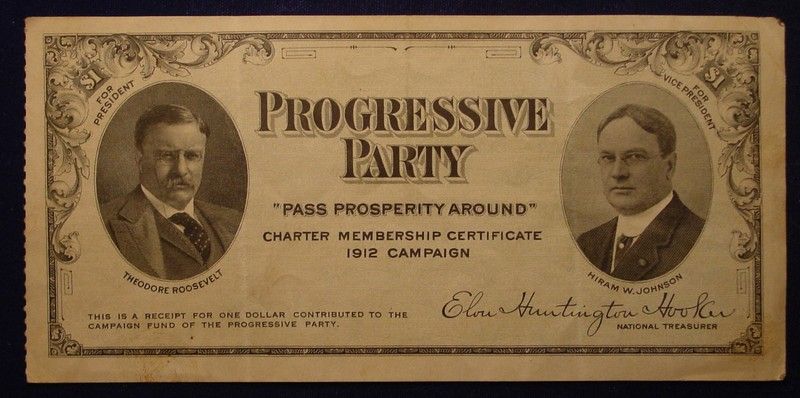 $1
$1
FOR
PRESIDENT
FOR
VICE PRESIDENT
PROGRESSIVE
PARTY
"PASS PROSPERITY AROUND"
CHARTER MEMBERSHIP CERTIFICATE
1912 CAMPAIGN
THEODORE ROOSEVELT
HIRAM W. JOHNSON
THIS IS A RECEIPT FOR ONE DOLLAR CONTRIBUTED TO THE
CAMPAIGN FUND OF THE PROGRESSIVE PARTY.
Elon Huntington Hooker
NATIONAL TREASURER